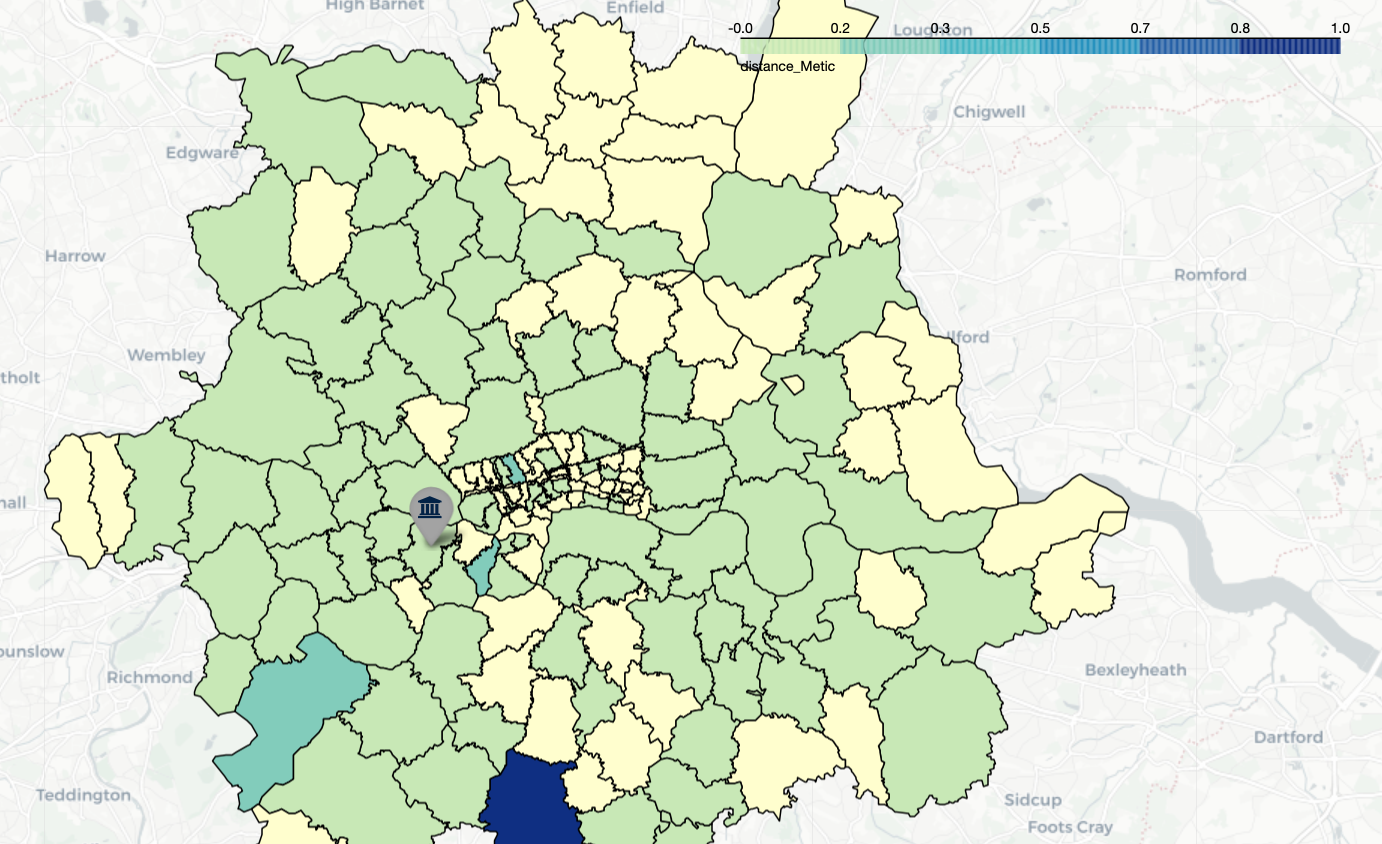 High Barnet
Enfield
-0.0 0.2 0.3 0.5 0.7 0.8 1.0
Loughton
distance_Metic
Chigwell
Edgware
Harrow
Romford
Ilford
Wembley
tholt
hall
ounslow
Richmond
Bexleyheath
Dartford
Teddington
Sidcup
Foots Cray